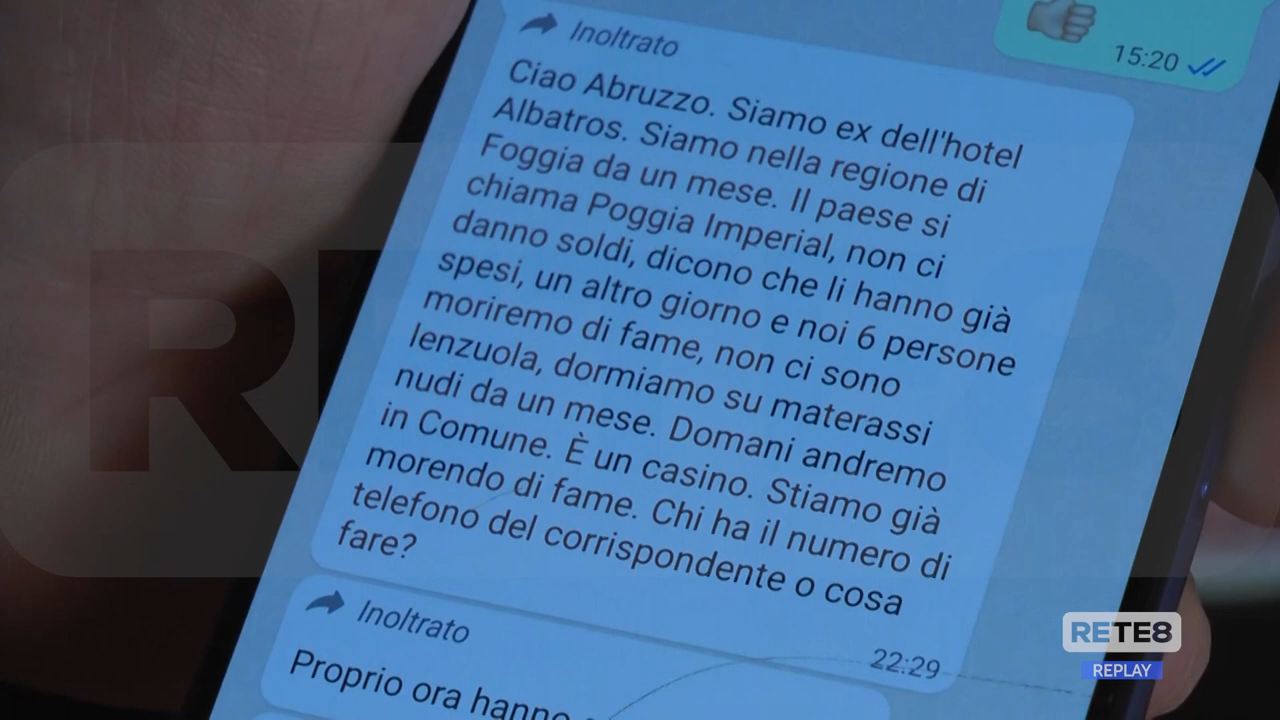 15:20
Inoltrato
Ciao Abruzzo. Siamo ex dell'hotel
Albatros. Siamo nella regione di
Foggia da un mese. Il paese si
chiama Poggia Imperial, non ci
danno soldi, dicono che li hanno già
spesi, un altro giorno e noi 6 persone
moriremo di fame, non ci sono
lenzuola, dormiamo su materassi
nudi da un mese. Domani andremo
in Comune. È un casino. Stiamo già
morendo di fame. Chi ha il numero di
telefono del corrispondente o cosa
fare?
22:29
Inoltrato
Proprio ora hanno
RETE8
REPLAY